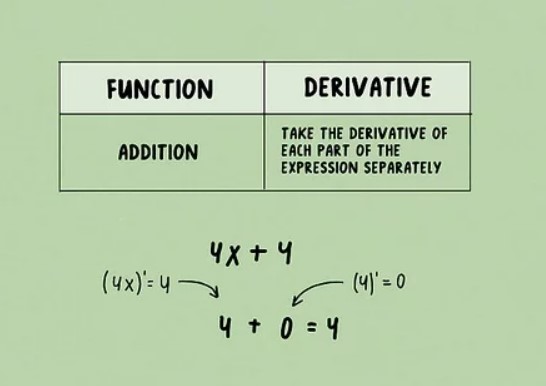 FUNCTION DERIVATIVE
ADDITION
TAKE THE DERIVATIVE OF
EACH PART OF THE
EXPRESSION SEPARATELY
4x + 4
(4x)'= 4
(4)'= 0
4 + 0 = 4